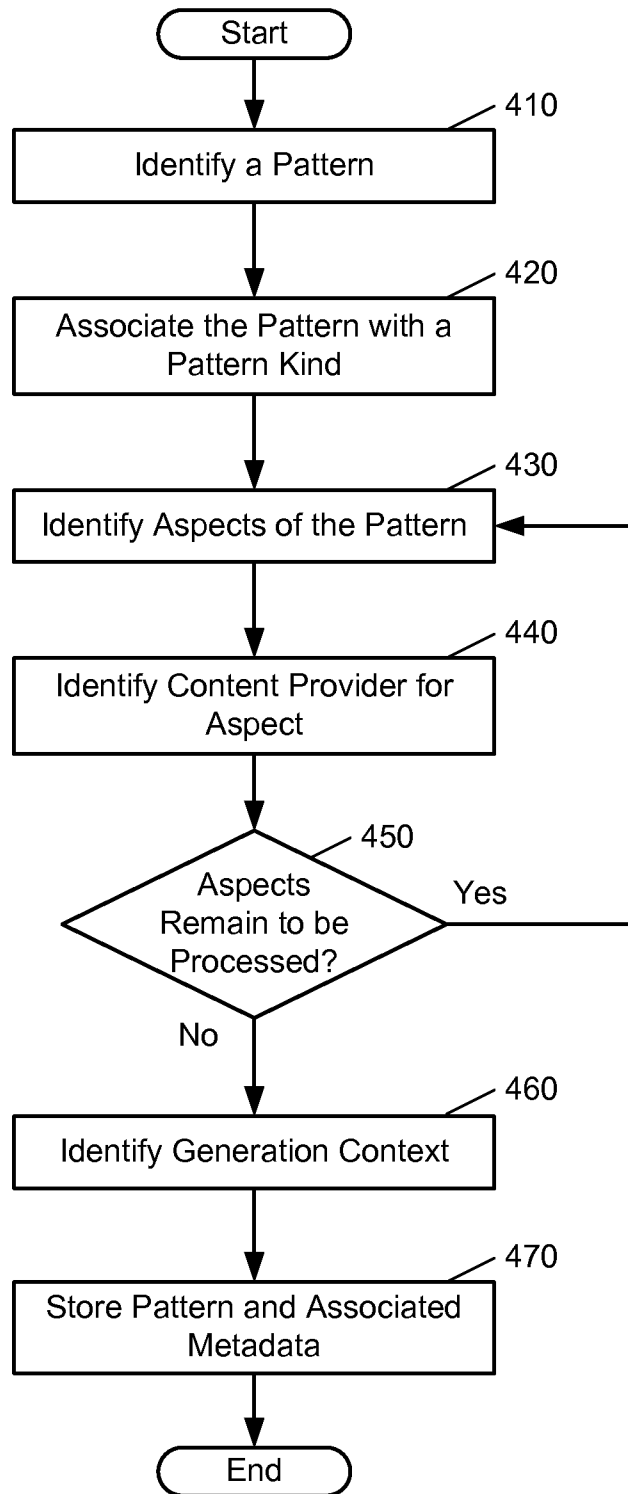 Start
410
Identify a Pattern
420
Associate the Pattern with a
Pattern Kind
430
Identify Aspects of the Pattern
440
Identify Content Provider for
Aspect
450
Aspects
Remain to be
Processed?
Yes
No
460
Identify Generation Context
470
Store Pattern and Associated
Metadata
End